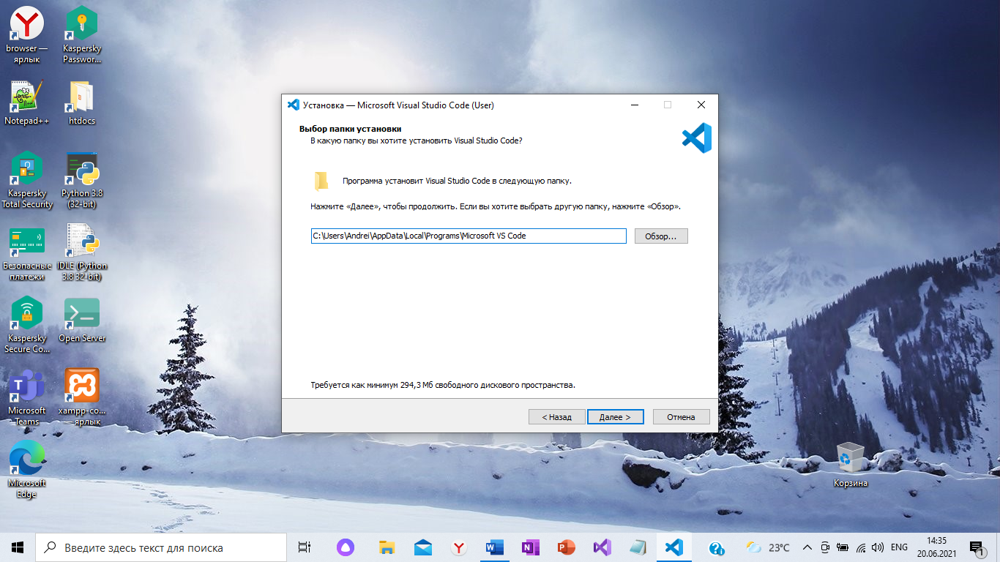 browser —
ярлык
Kaspersky
Passwor...
Notepad++
htdocs
Kaspersky
Total Security
Python 3.8
(32-bit)
Безопасные
платежи
IDLE (Python
3.8 32-bit)
Kaspersky
Secure Co...
Open Server
Microsoft
Teams
xampp-co...
— ярлык
Microsoft
Edge
Корзина
Установка — Microsoft Visual Studio Code (User)
Выбор папки установки
В какую папку вы хотите установить Visual Studio Code?
Программа установит Visual Studio Code в следующую папку.
Нажмите «Далее», чтобы продолжить. Если вы хотите выбрать другую папку, нажмите «Обзор».
C:\Users\Andrei\AppData\Local\Programs\Microsoft VS Code
Обзор...
Требуется как минимум 294,3 Мб свободного дискового пространства.
< Назад
Далее >
Отмена
Введите здесь текст для поиска
23°C
ENG
14:35
20.06.2021
1